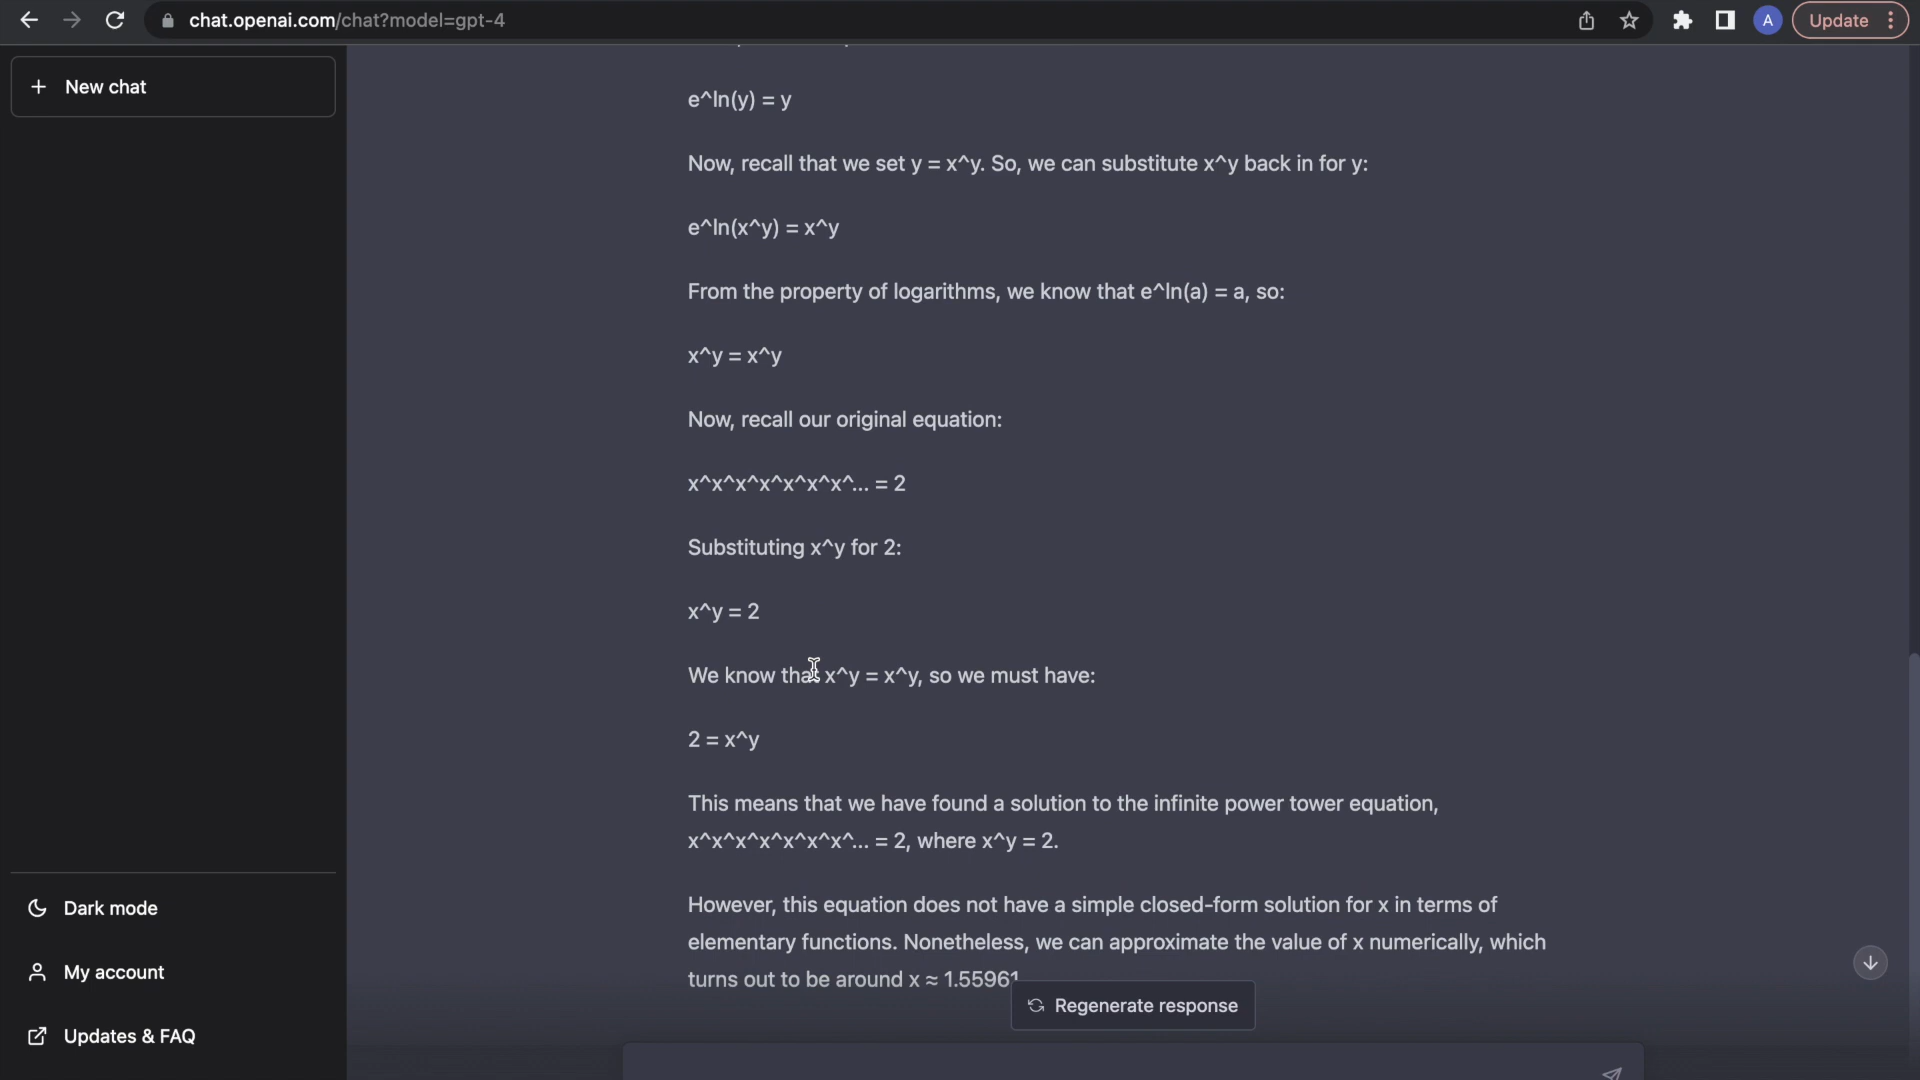 chat.openai.com/chat?model=gpt-4
A
Update
New chat
e^ln(y) = y
Now, recall that we set y = x^y. So, we can substitute x^y back in for y:
e^ln(x^y) = x^y
From the property of logarithms, we know that e^ln(a) = a, so:
x^y = x^y
Now, recall our original equation:
x^x^x^x^x^x^x^... = 2
Substituting x^y for 2:
x^y = 2
We know that x^y = x^y, so we must have:
2 = x^y
This means that we have found a solution to the infinite power tower equation,
x^x^x^x^x^x^x^... = 2, where x^y = 2.
However, this equation does not have a simple closed-form solution for x in terms of
elementary functions. Nonetheless, we can approximate the value of x numerically, which
turns out to be around x ≈ 1.55961
Regenerate response
Dark mode
My account
Updates & FAQ